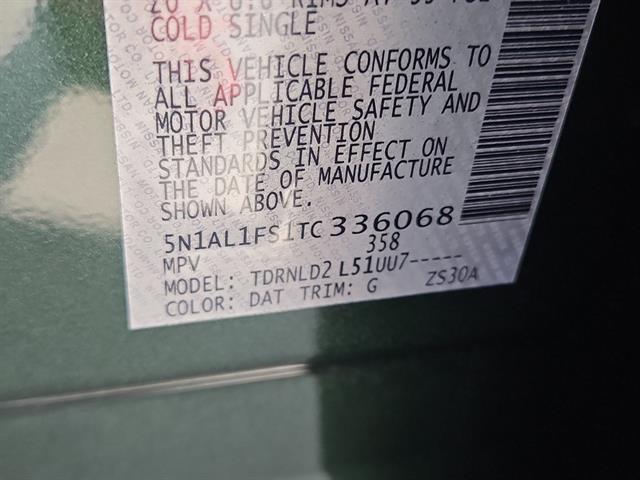 COLD SINGLE
THIS VEHICLE CONFORMS TO
ALL APPLICABLE FEDERAL
MOTOR VEHICLE SAFETY AND
THEFT PREVENTION
STANDARDS IN EFFECT ON
THE DATE OF MANUFACTURE
SHOWN ABOVE.
5N1AL1FS1TC336068
MPV 358
MODEL: TDRNLD2 L51UU7-----
COLOR: DAT TRIM: G ZS30A